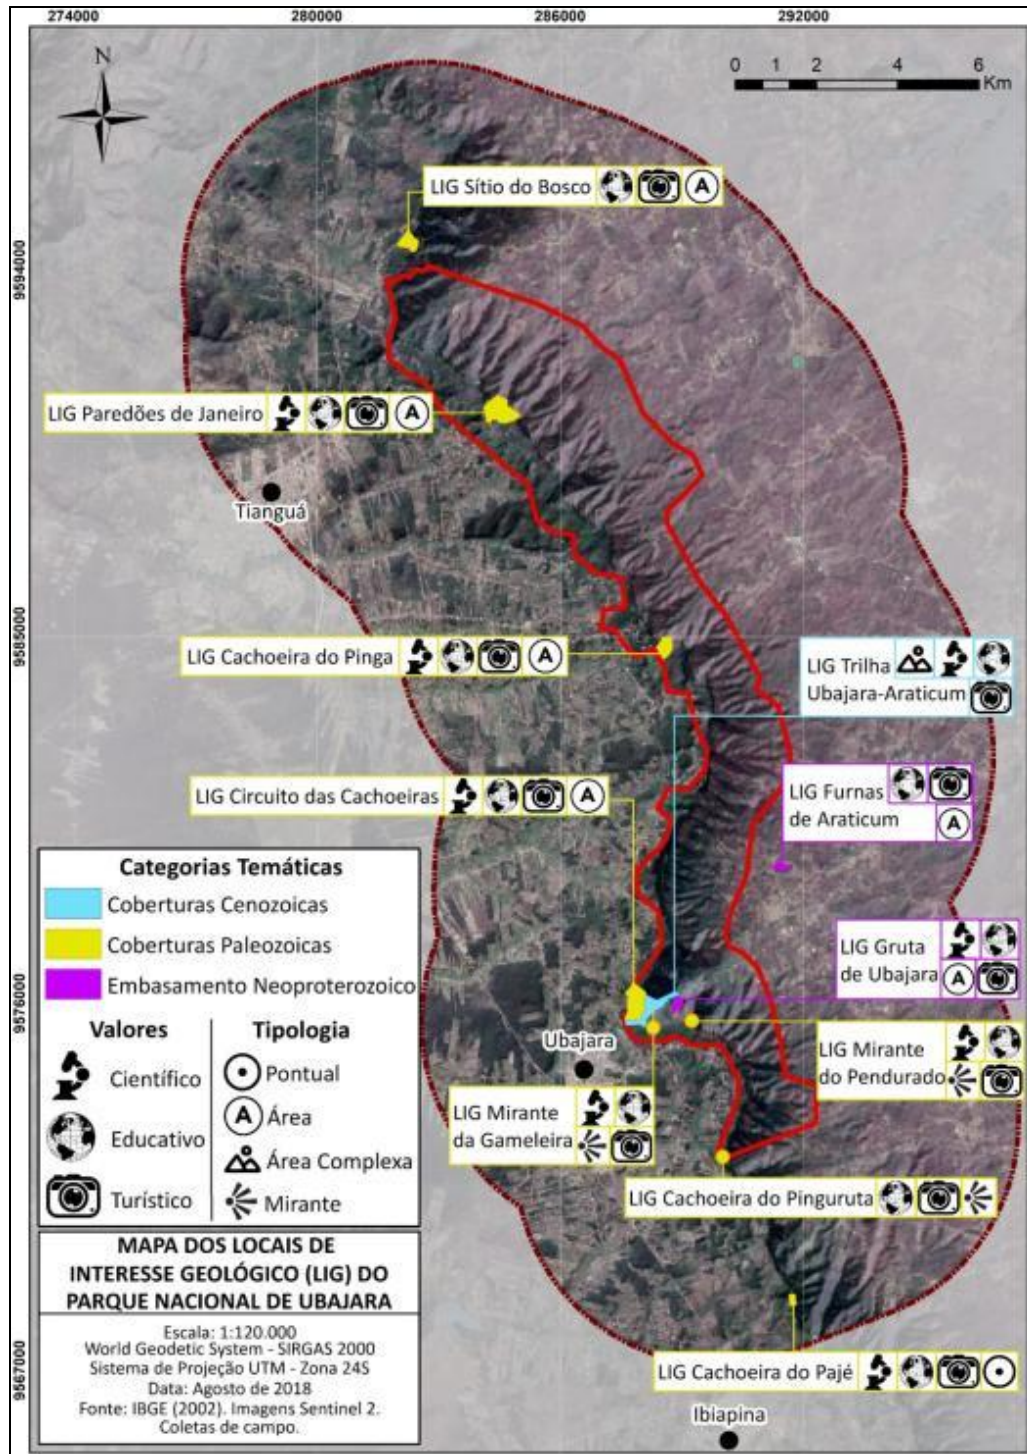 274000 280000 286000 292000
N
0 1 2 4 6
Km
LIG Sítio do Bosco A
9594000
LIG Paredões de Janeiro A
Tianguá
9585000
LIG Cachoeira do Pinga A
LIG Trilha
Ubajara-Araticum
LIG Circuito das Cachoeiras A
LIG Furnas
de Araticum A
LIG Gruta
de Ubajara A
9576000
Ubajara
LIG Mirante
do Pendurado
LIG Mirante
da Gameleira
LIG Cachoeira do Pinguruta
LIG Cachoeira do Pajé
9567000
Ibiapina
Categorias Temáticas
Coberturas Cenozoicas
Coberturas Paleozoicas
Embasamento Neoproterozoico
Valores
Científico
Educativo
Turístico
Tipologia
Pontual
A Área
Área Complexa
Mirante
MAPA DOS LOCAIS DE
INTERESSE GEOLÓGICO (LIG) DO
PARQUE NACIONAL DE UBAJARA
Escala: 1:120.000
World Geodetic System - SIRGAS 2000
Sistema de Projeção UTM - Zona 24S
Data: Agosto de 2018
Fonte: IBGE (2002). Imagens Sentinel 2.
Coletas de campo.